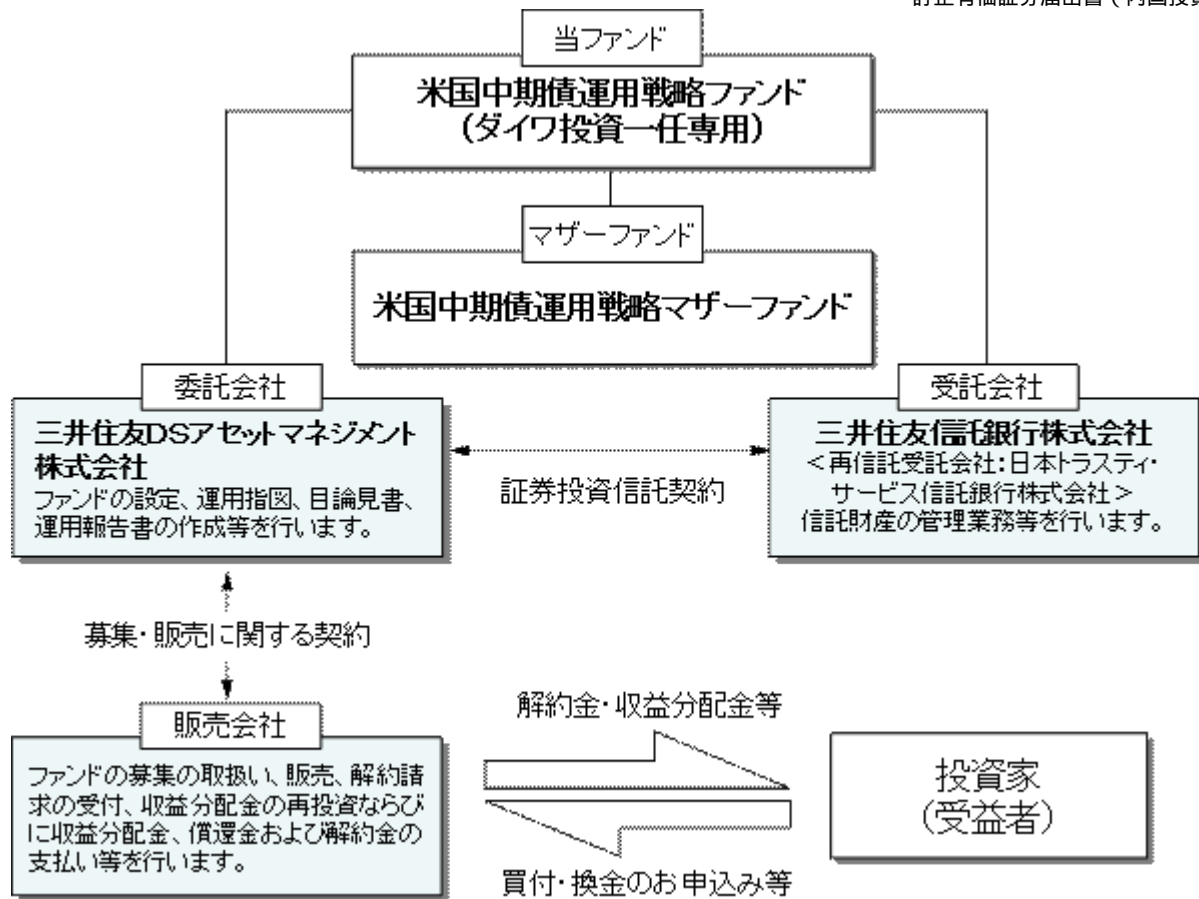 当ファンド
米国中期債運用戦略ファンド
(ダイワ投資一任専用)
マザーファンド
米国中期債運用戦略マザーファンド
委託会社
三井住友DSアセットマネジメント
株式会社
ファンドの設定、運用指図、目論見書、
運用報告書の作成等を行います。
受託会社
三井住友信託銀行株式会社
<再信託受託会社:日本トラスティ・
サービス信託銀行株式会社>
信託財産の管理業務等を行います。
証券投資信託契約
募集・販売に関する契約
販売会社
ファンドの募集の取扱い、販売、解約請
求の受付、収益分配金の再投資ならび
に収益分配金、償還金および解約金の
支払い等を行います。
解約金・収益分配金等
買付・換金のお申込み等
投資家
(受益者)